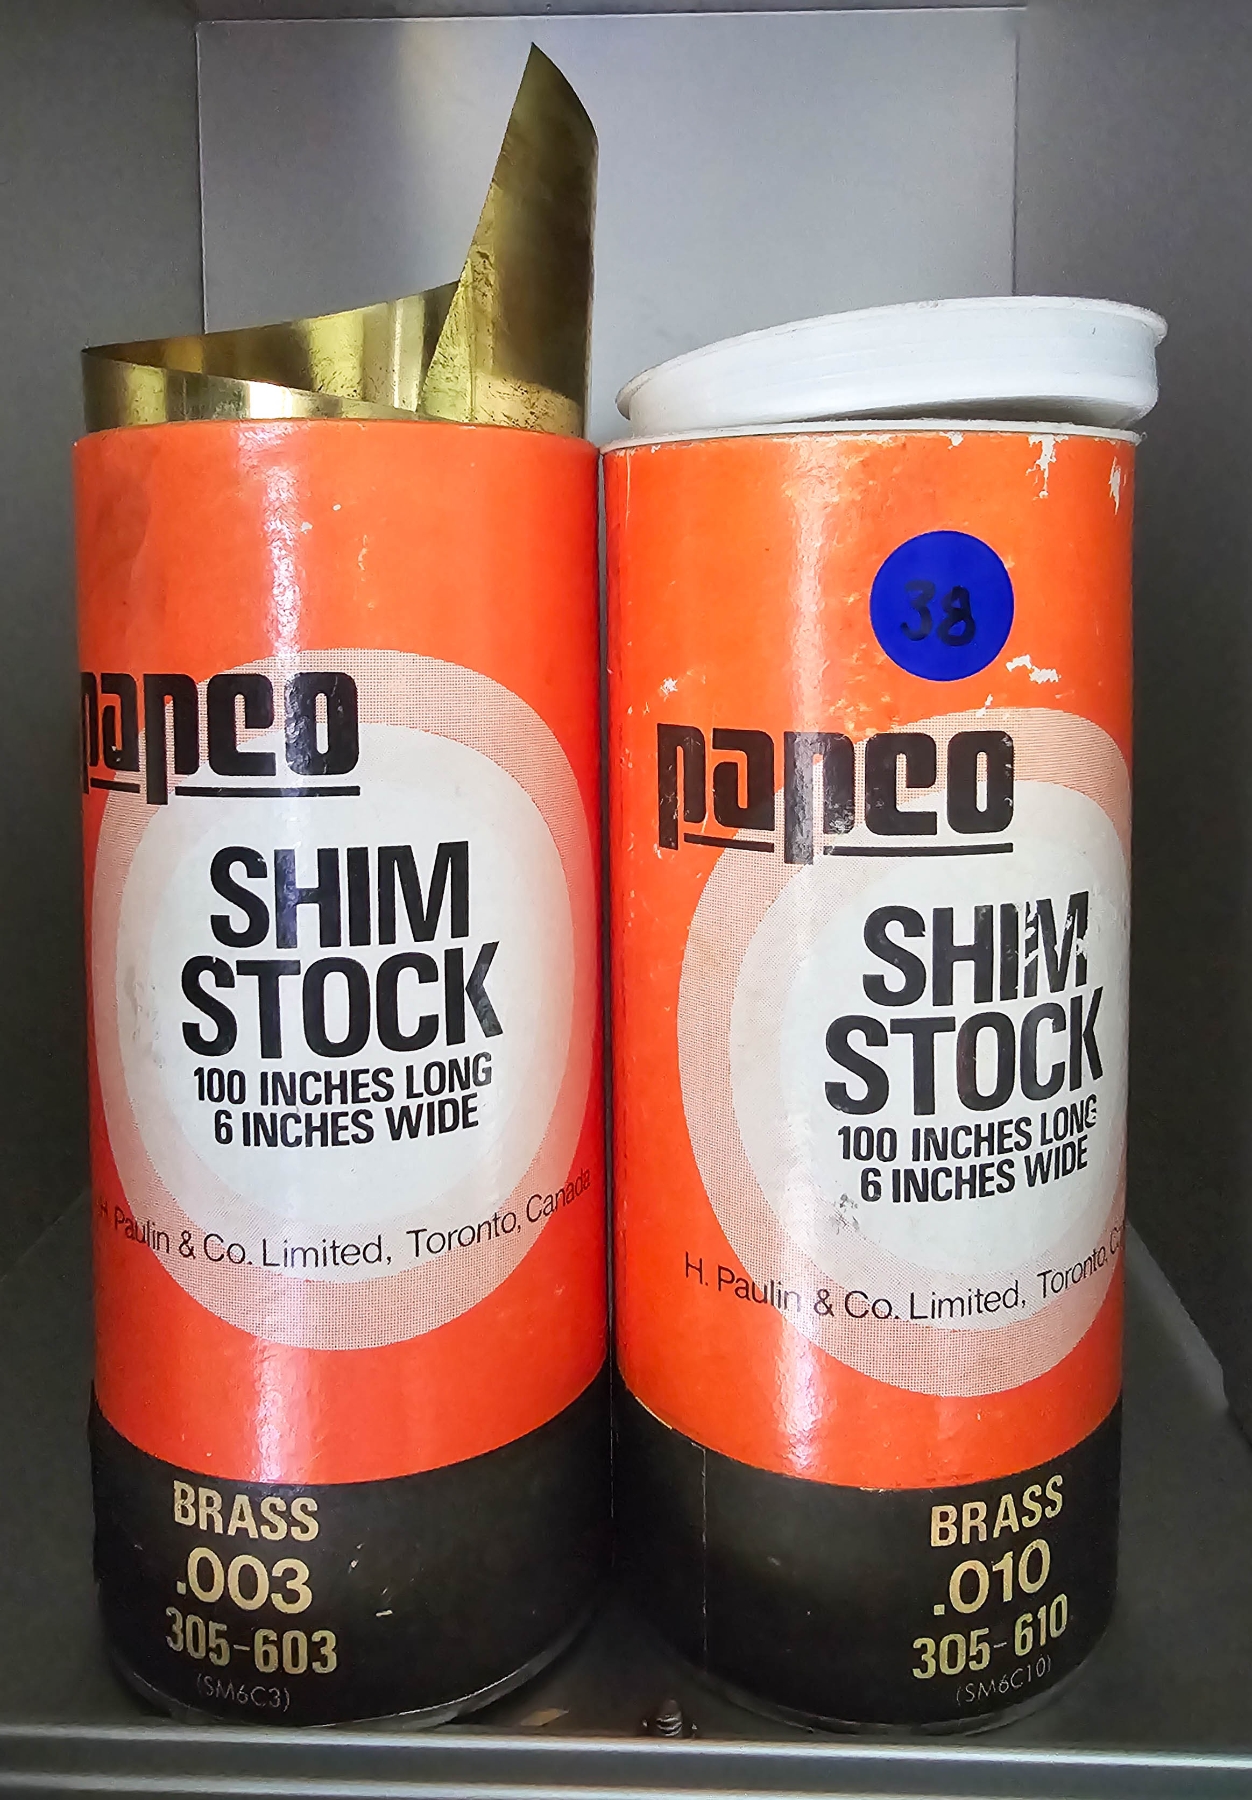 papco
SHIM
STOCK
100 INCHES LONG
6 INCHES WIDE
H. Paulin & Co. Limited, Toronto, Canada
BRASS
.003
305-603
(SM6C3)
38
papco
SHIM
STOCK
100 INCHES LONG
6 INCHES WIDE
H. Paulin & Co. Limited, Toronto,
BRASS
.010
305-610
(SM6C10)